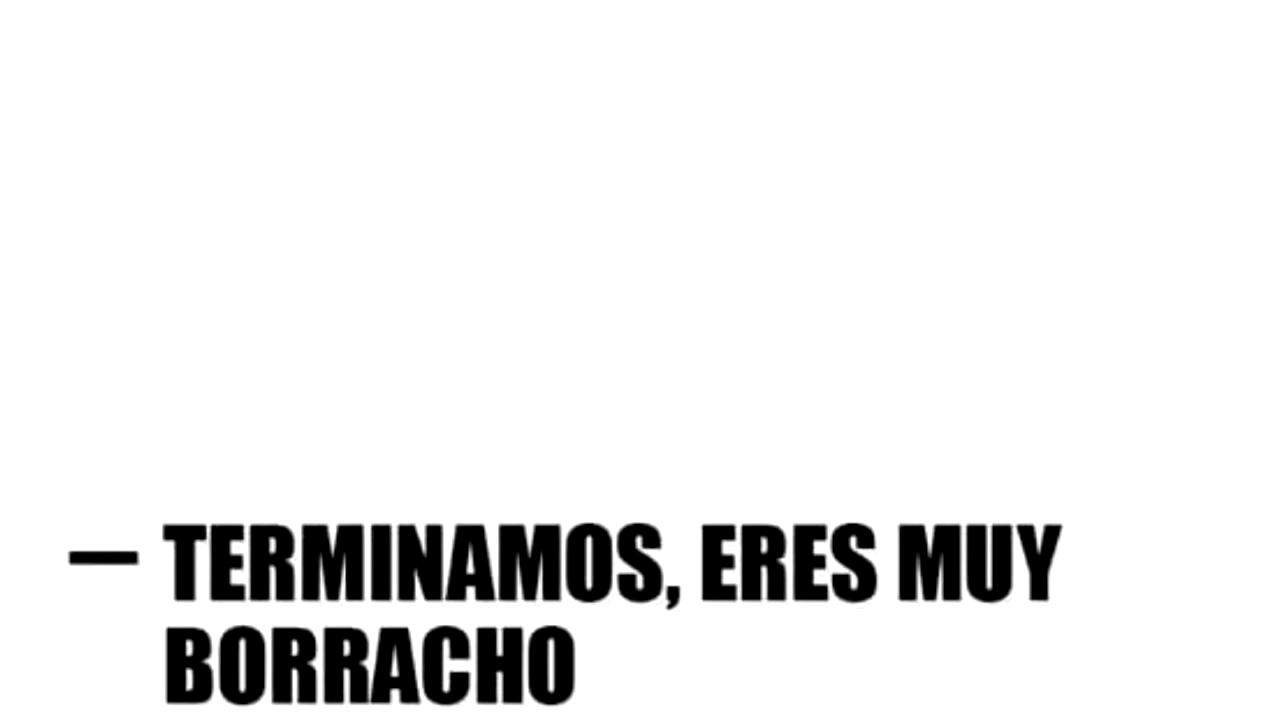 — TERMINAMOS, ERES MUY
BORRACHO